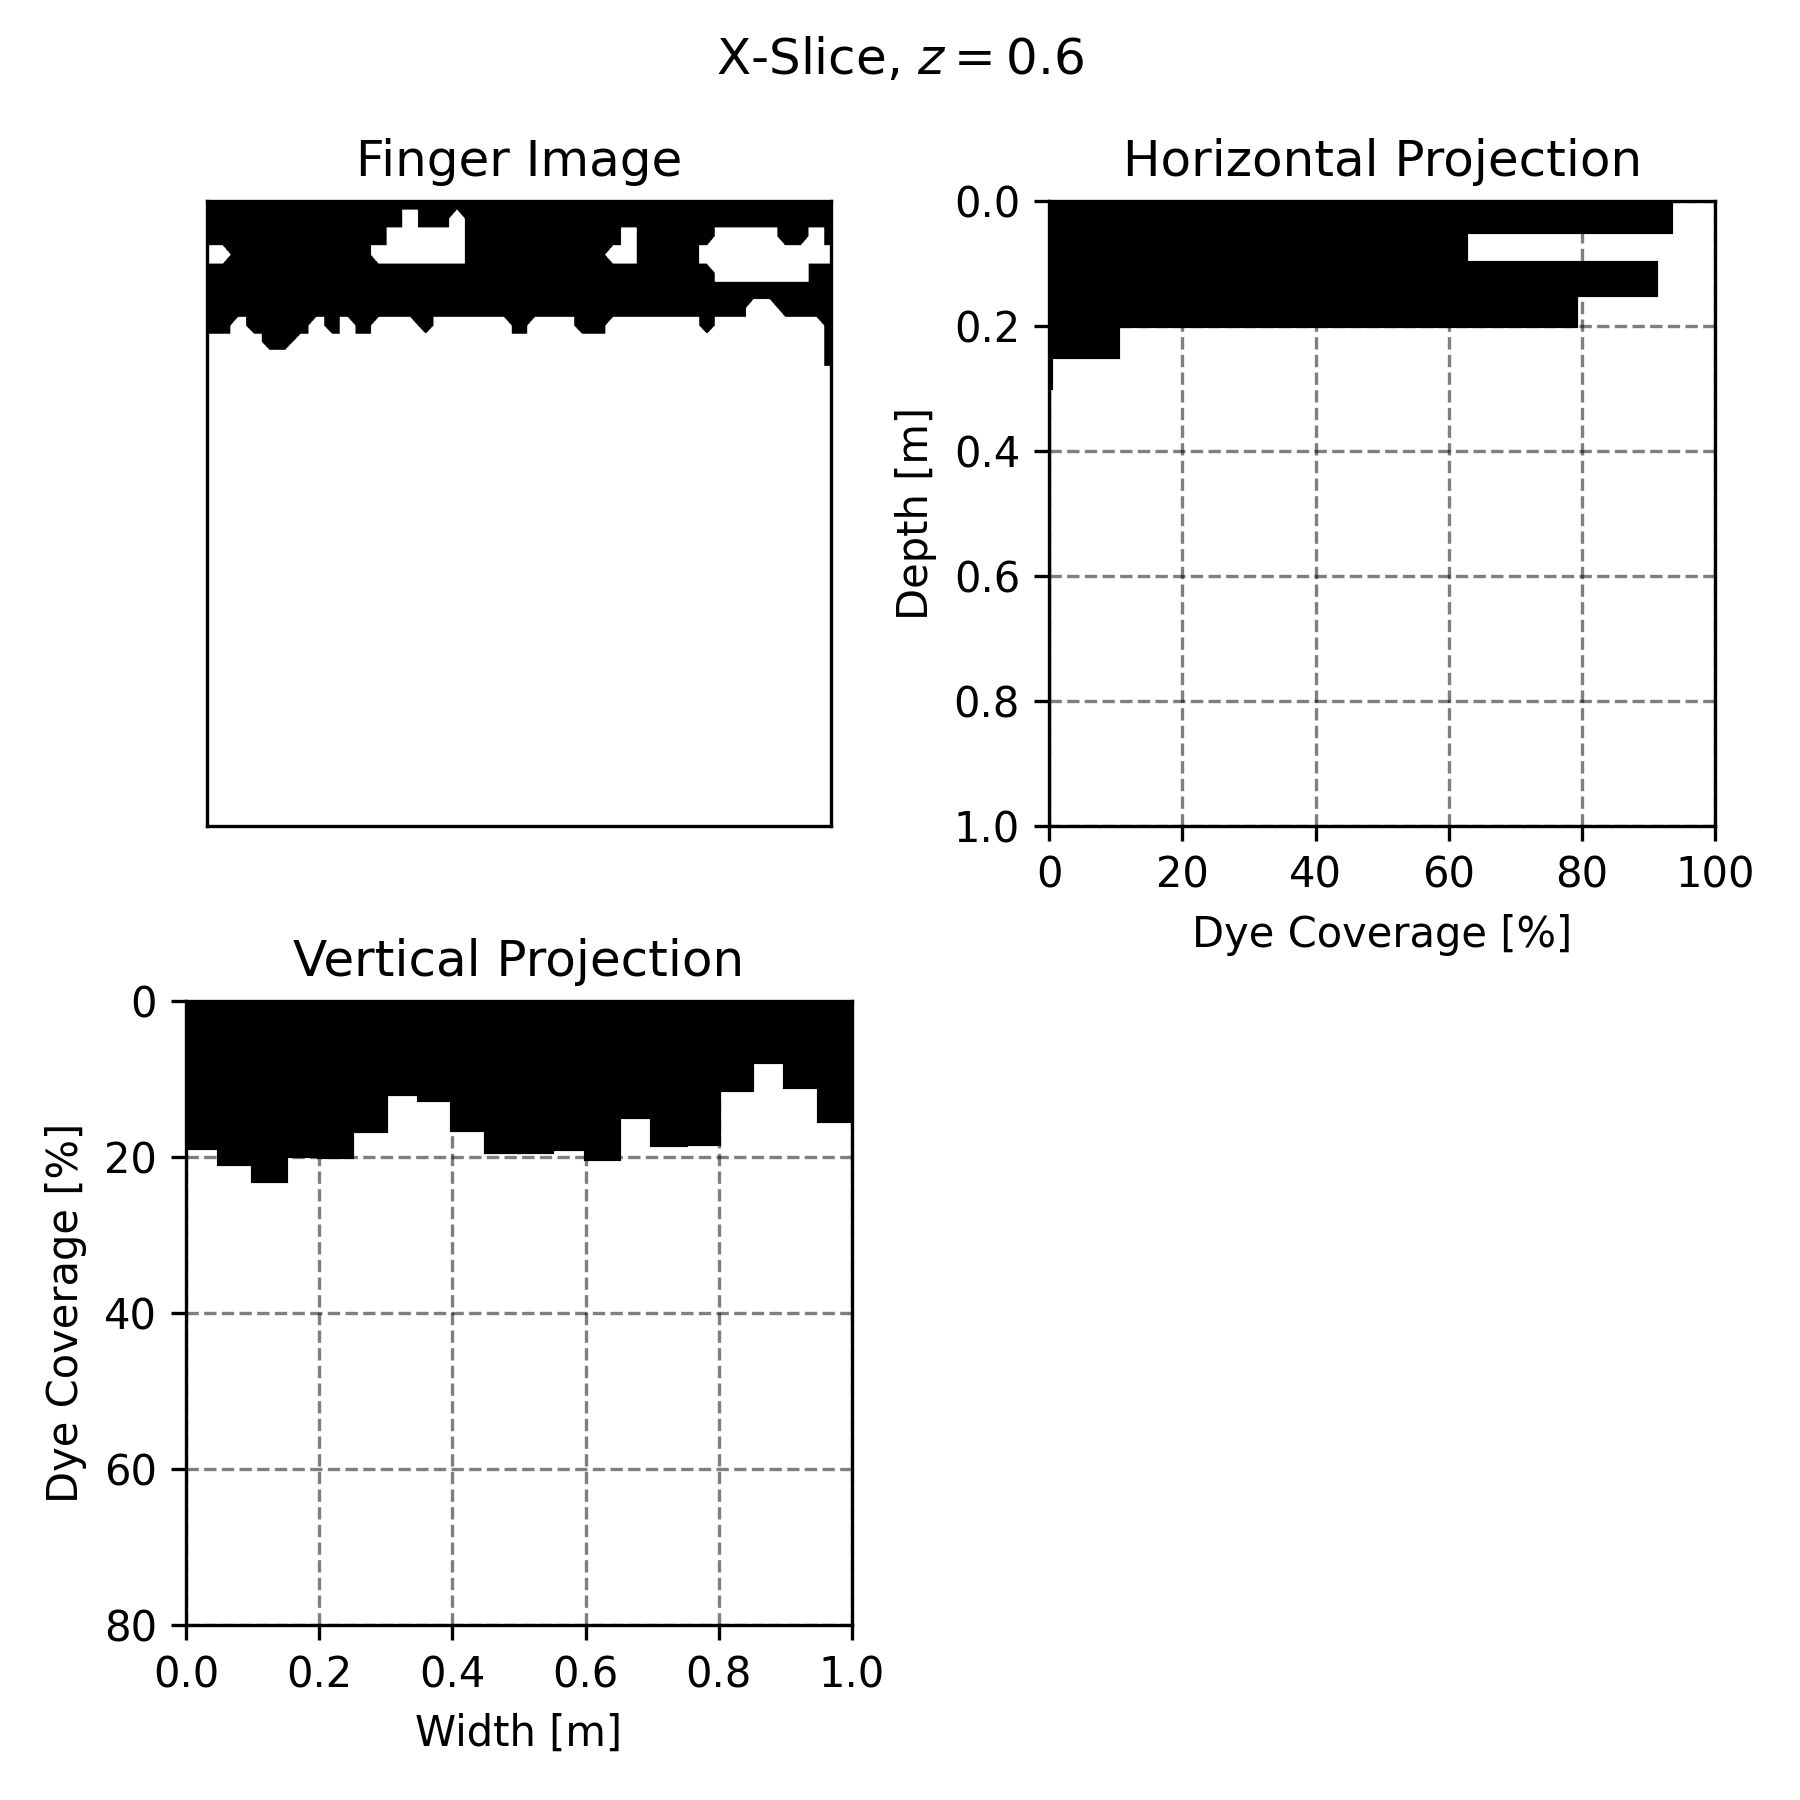 X-Slice, z = 0.6
Finger Image
Horizontal Projection
0.0
0.2
0.4
0.6
0.8
1.0
Depth [m]
0 20 40 60 80 100
Dye Coverage [%]
Vertical Projection
0
20
40
60
80
Dye Coverage [%]
0.0 0.2 0.4 0.6 0.8 1.0
Width [m]